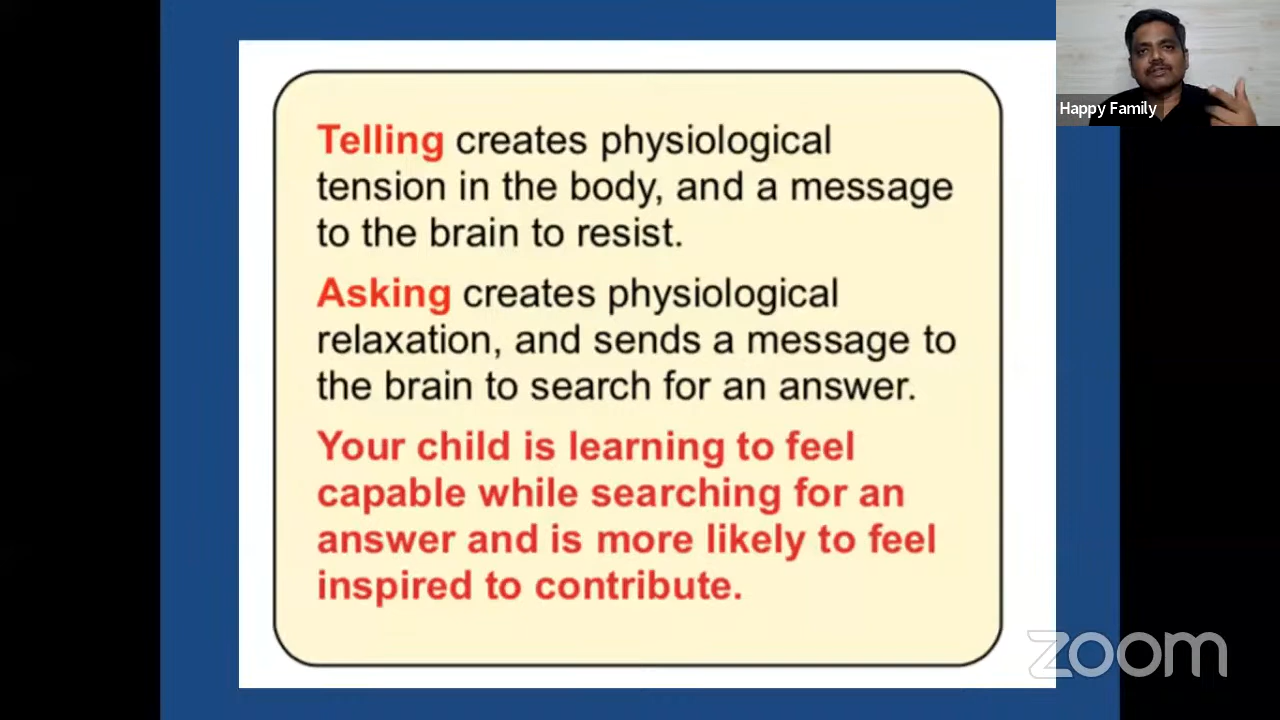 Happy Family
Telling creates physiological
tension in the body, and a message
to the brain to resist.
Asking creates physiological
relaxation, and sends a message to
the brain to search for an answer.
Your child is learning to feel
capable while searching for an
answer and is more likely to feel
inspired to contribute.
zoom